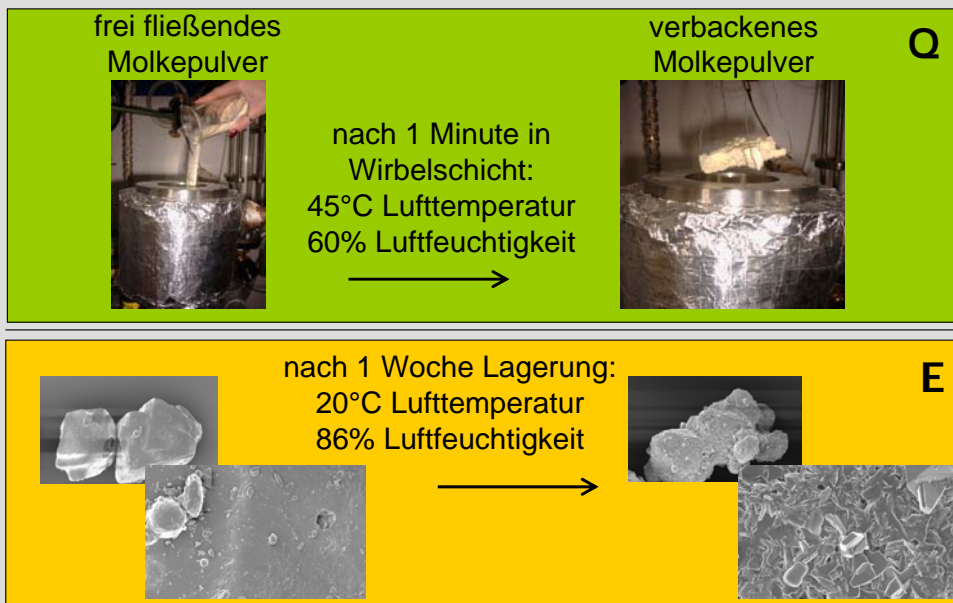 frei fließendes
Molkepulver
verbackenes
Molkepulver
Q
nach 1 Minute in
Wirbelschicht:
45°C Lufttemperatur
60% Luftfeuchtigkeit
nach 1 Woche Lagerung:
20°C Lufttemperatur
86% Luftfeuchtigkeit
E